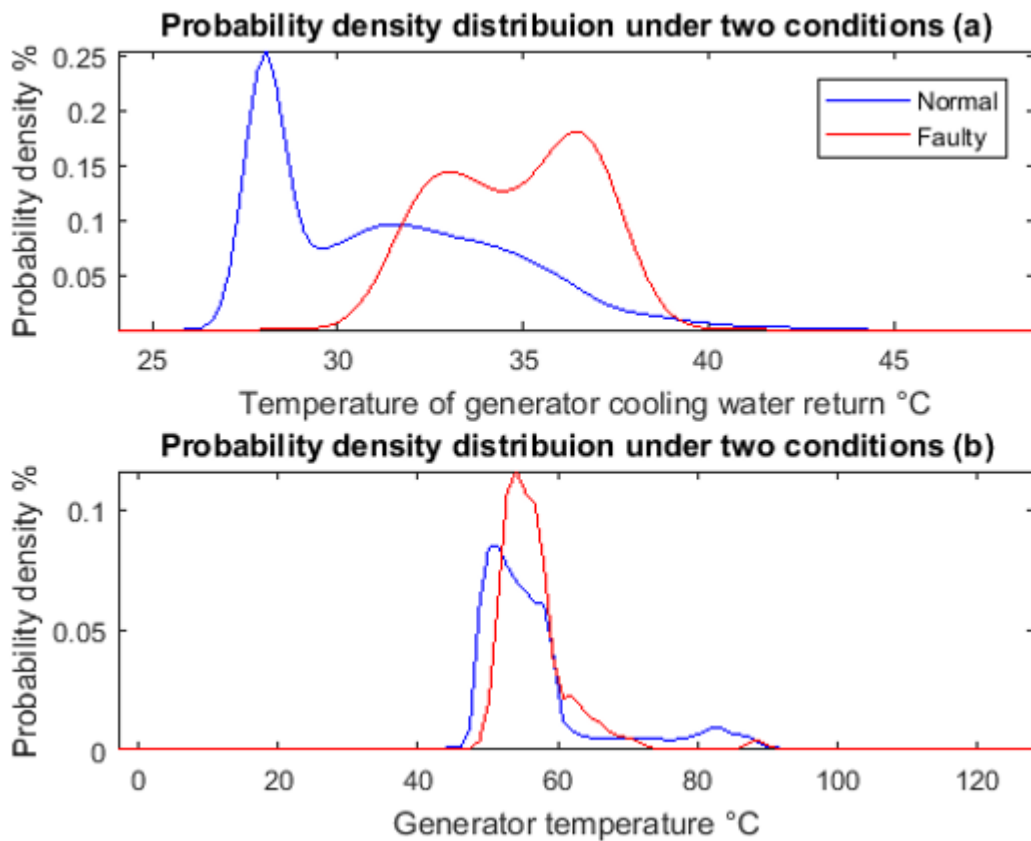 Probability density distribuion under two conditions (a)
Probability density %
0.25
0.2
0.15
0.1
0.05
Normal
Faulty
25 30 35 40 45
Temperature of generator cooling water return °C
Probability density distribuion under two conditions (b)
Probability density %
0.1
0.05
0
0 20 40 60 80 100 120
Generator temperature °C